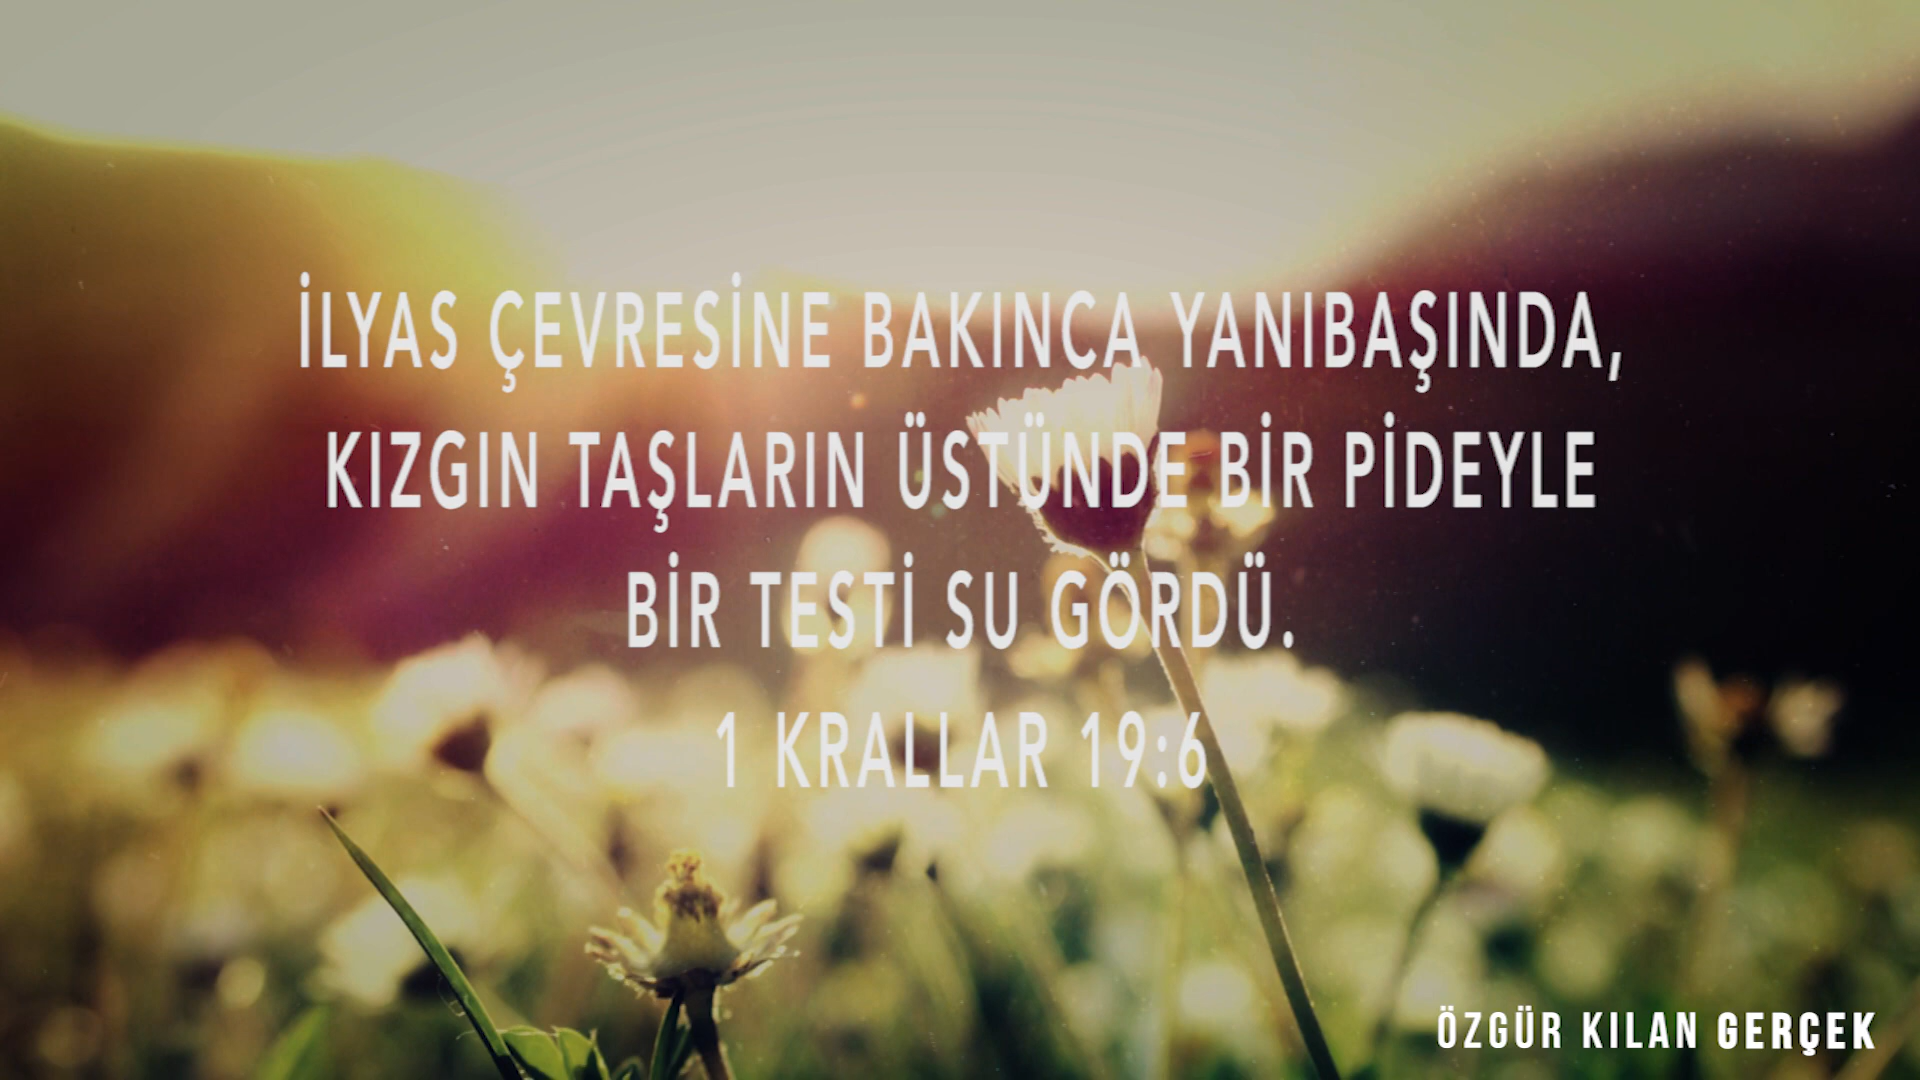 İLYAS ÇEVRESİNE BAKINCA YANIBAŞINDA,
KIZGIN TAŞLARIN ÜSTÜNDE BİR PİDEYLE
BİR TESTİ SU GÖRDÜ.
1 KRALLAR 19:6
ÖZGÜR KILAN GERÇEK